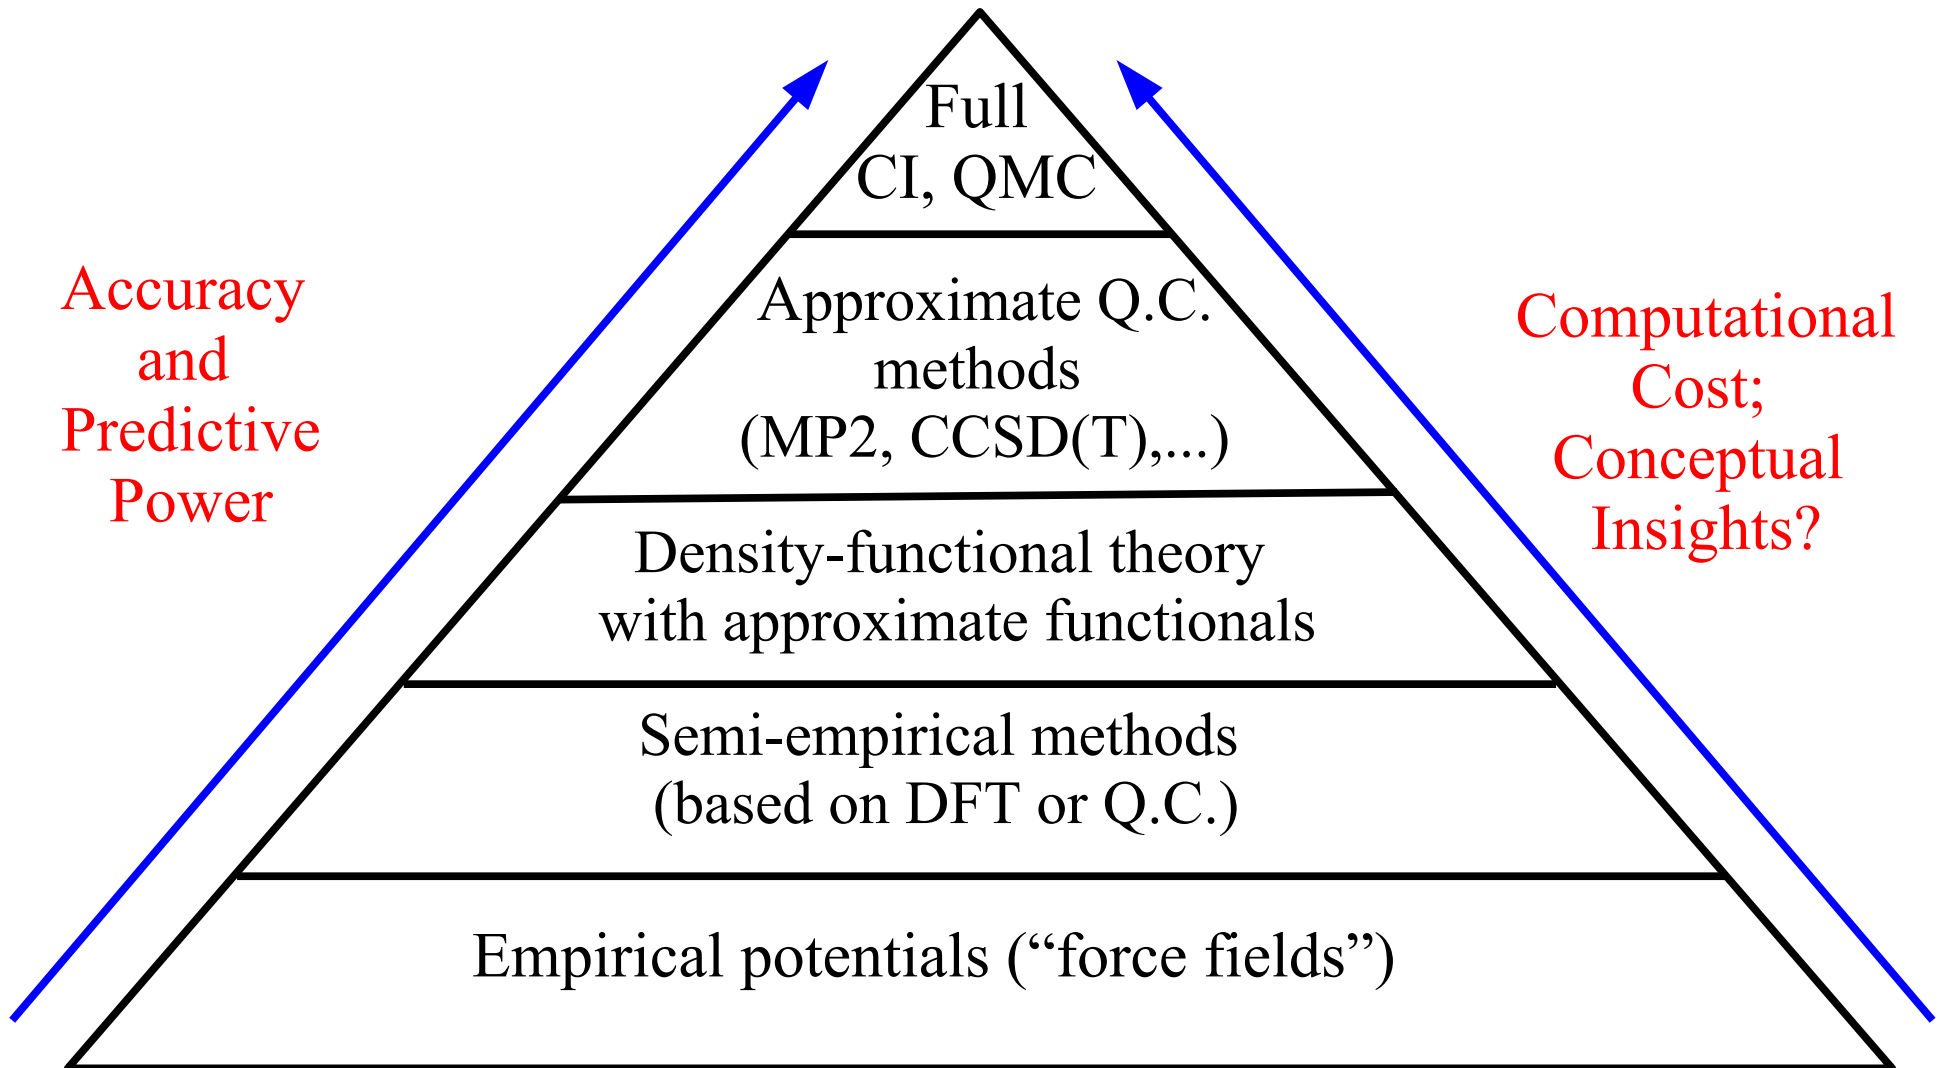 Full
CI, QMC
Approximate Q.C.
methods
(MP2, CCSD(T),...)
Density-functional theory
with approximate functionals
Semi-empirical methods
(based on DFT or Q.C.)
Empirical potentials (“force fields”)
Accuracy
and
Predictive
Power
Computational
Cost;
Conceptual
Insights?